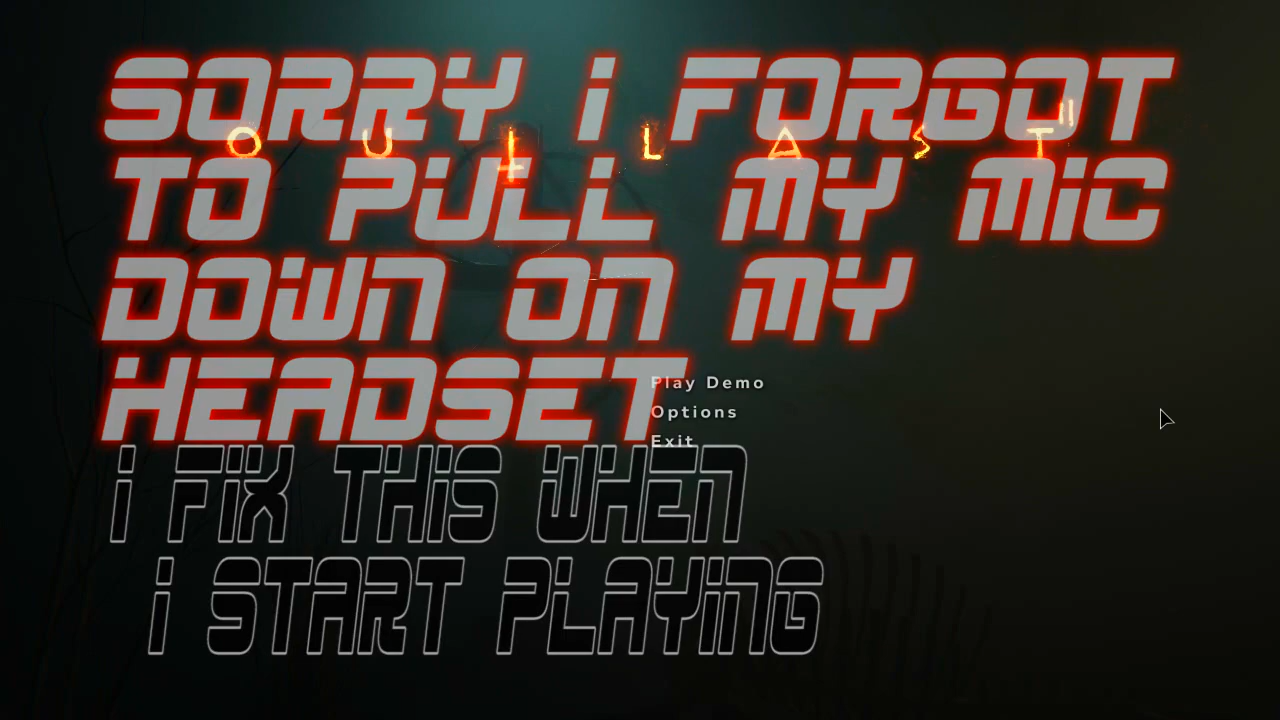 SORRY I FORGOT
OUTLAST II
TO PULL MY MIC
DOWN ON MY
HEADSET
Play Demo
Options
Exit
I FIX THIS WHEN
I START PLAYING